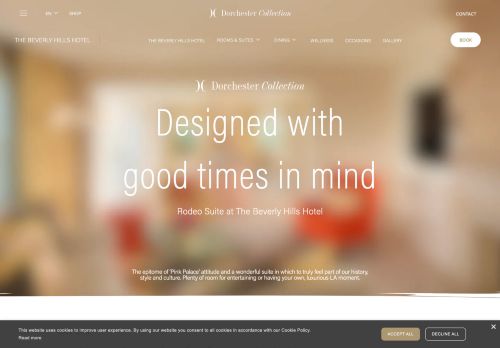 EN
SHOP
Dorchester Collection
CONTACT
THE BEVERLY HILLS HOTEL
THE BEVERLY HILLS HOTEL
ROOMS & SUITES
DINING
WELLNESS
OCCASIONS
GALLERY
BOOK
Dorchester Collection
Designed with
good times in mind
Rodeo Suite at The Beverly Hills Hotel
The epitome of 'Pink Palace' attitude and a wonderful suite in which to truly feel part of our history,
style and culture. Plenty of room for entertaining or having your own, luxurious LA moment.
This website uses cookies to improve user experience. By using our website you consent to all cookies in accordance with our Cookie Policy.
Read more
ACCEPT ALL
DECLINE ALL